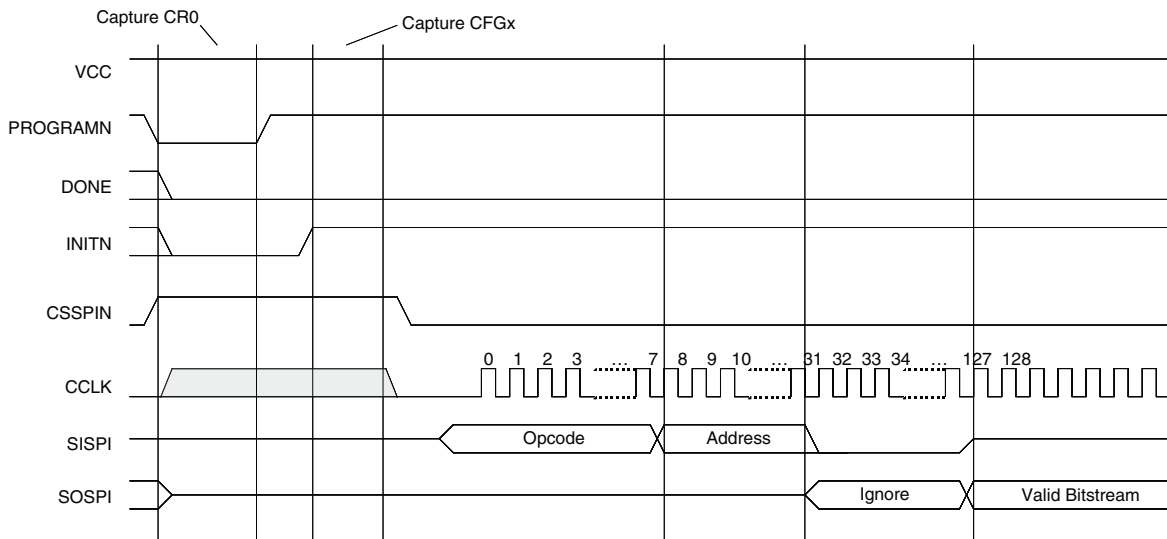 Capture CR0
Capture CFGx
VCC
PROGRAMN
DONE
INITN
CSSPIN
0 1 2 3 ... 7 8 9 10 ... 31 32 33 34 ... 127 128
CCLK
SISPI Opcode Address
SOSPI Ignore Valid Bitstream